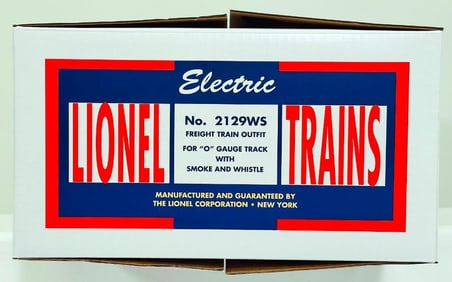 Electric
LIONEL
No. 2129WS
FREIGHT TRAIN OUTFIT
FOR "O" GAUGE TRACK
WITH
SMOKE AND WHISTLE
TRAINS
MANUFACTURED AND GUARANTEED BY
THE LIONEL CORPORATION • NEW YORK